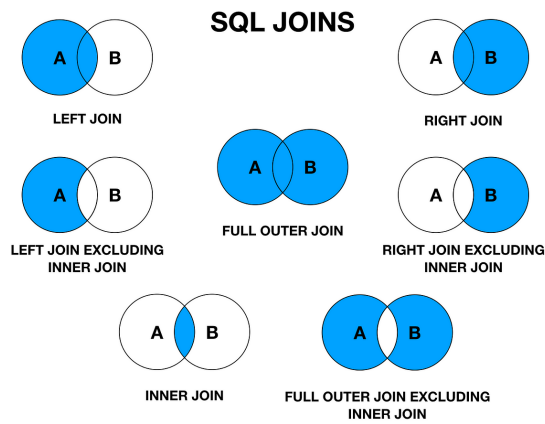 SQL JOINS
A B
LEFT JOIN
A B
RIGHT JOIN
A B
FULL OUTER JOIN
A B
LEFT JOIN EXCLUDING
INNER JOIN
A B
RIGHT JOIN EXCLUDING
INNER JOIN
A B
INNER JOIN
A B
FULL OUTER JOIN EXCLUDING
INNER JOIN